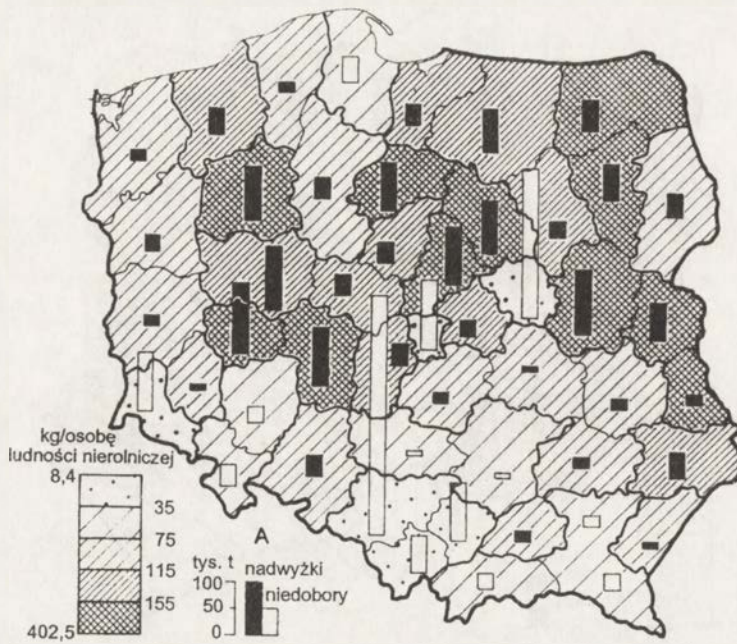 kg/osobę
ludności nierolniczej
8,4
35
75
115
155
402,5
A
tys. t
nadwyżki
100
niedobory
50
0